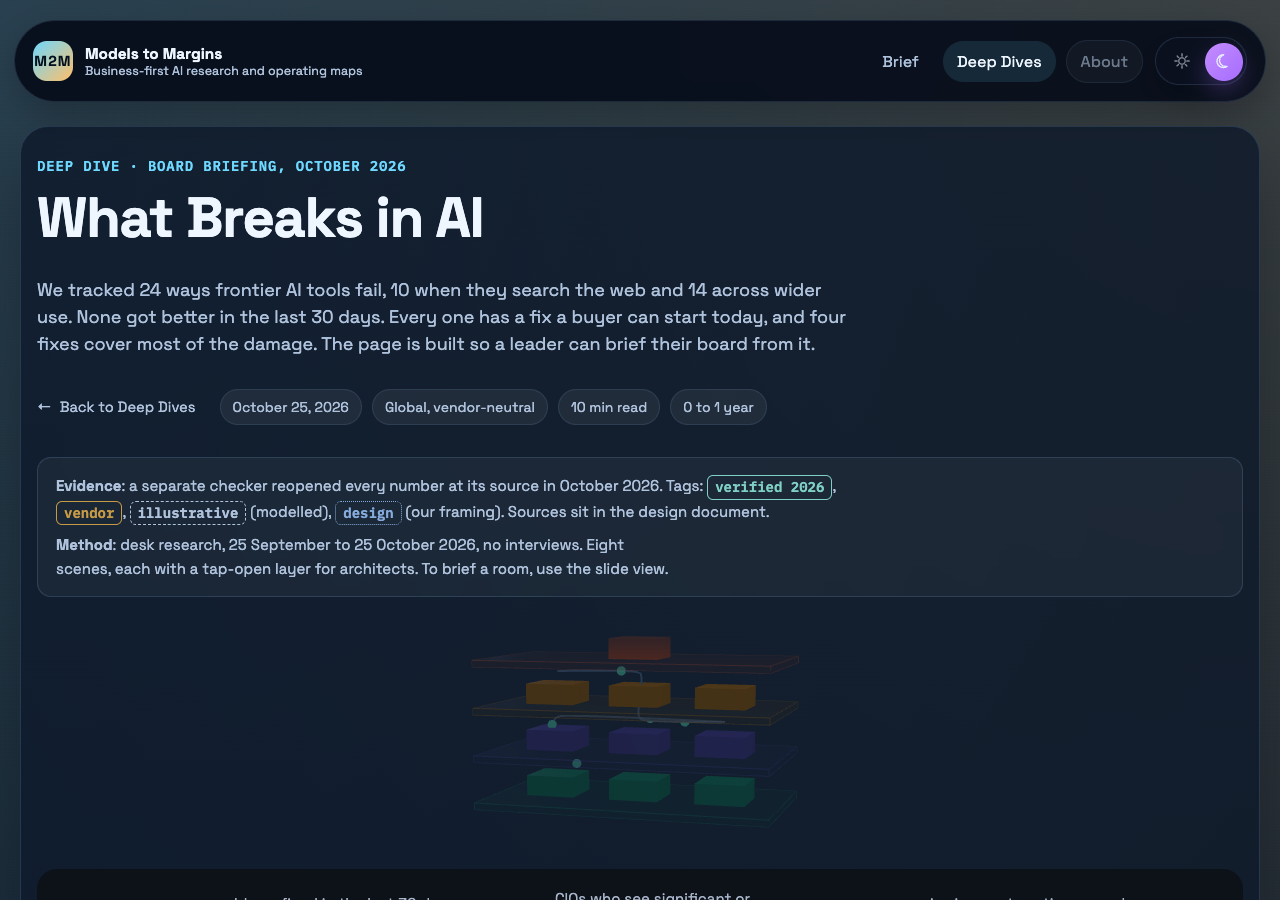 M2M
Models to Margins
Business-first AI research and operating maps
Brief
Deep Dives
About
DEEP DIVE · BOARD BRIEFING, OCTOBER 2026
What Breaks in AI
We tracked 24 ways frontier AI tools fail, 10 when they search the web and 14 across wider
use. None got better in the last 30 days. Every one has a fix a buyer can start today, and four
fixes cover most of the damage. The page is built so a leader can brief their board from it.
← Back to Deep Dives
October 25, 2026
Global, vendor-neutral
10 min read
0 to 1 year
Evidence: a separate checker reopened every number at its source in October 2026. Tags: verified 2026,
vendor, illustrative (modelled), design (our framing). Sources sit in the design document.
Method: desk research, 25 September to 25 October 2026, no interviews. Eight
scenes, each with a tap-open layer for architects. To brief a room, use the slide view.
CIOs who see significant or